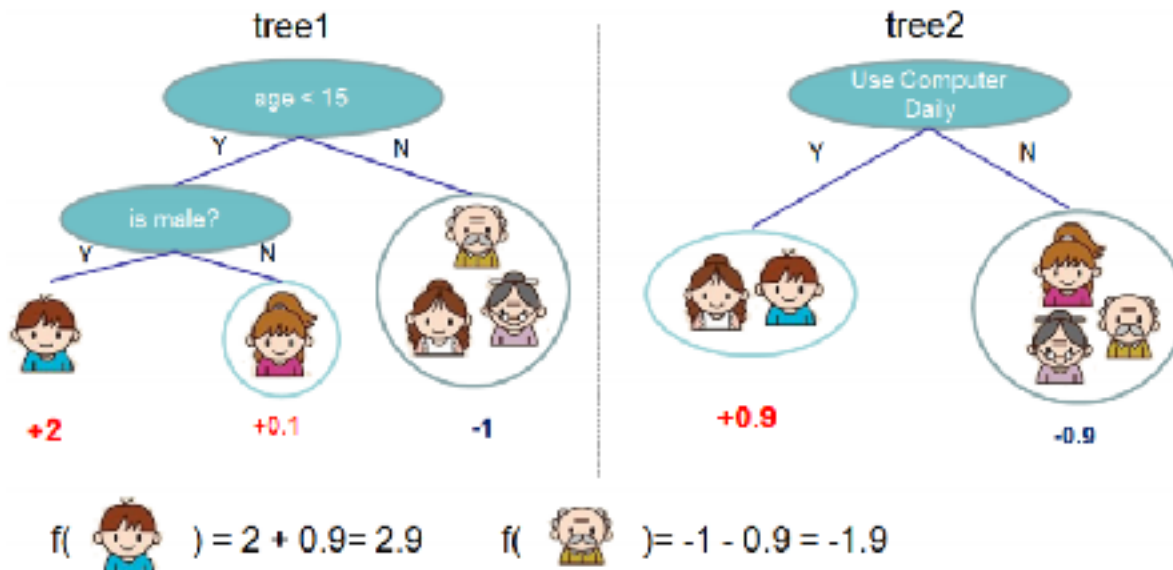 tree1
age < 15
Y
N
is male?
Y
N
+2
+0.1
-1
tree2
Use Computer
Daily
Y
N
+0.9
-0.9
f( ) = 2 + 0.9= 2.9
f( )= -1 - 0.9 = -1.9